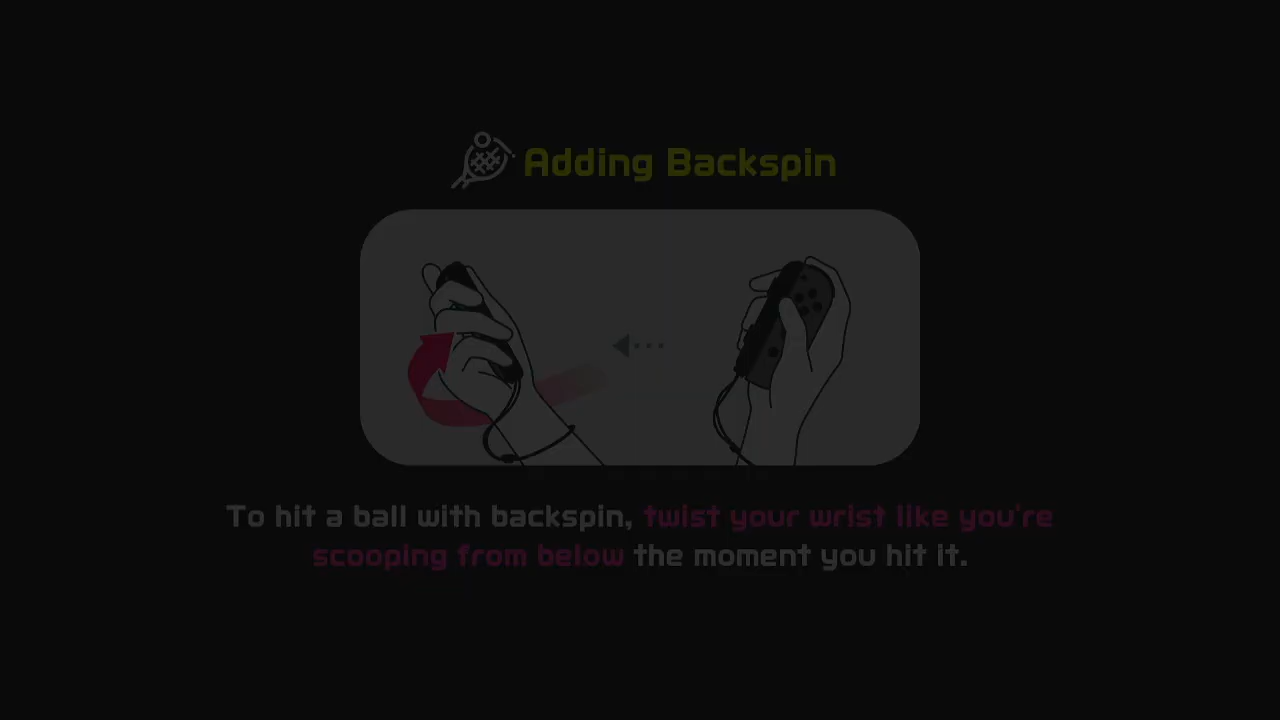 Adding Backspin
To hit a ball with backspin, twist your wrist like you're
scooping from below the moment you hit it.